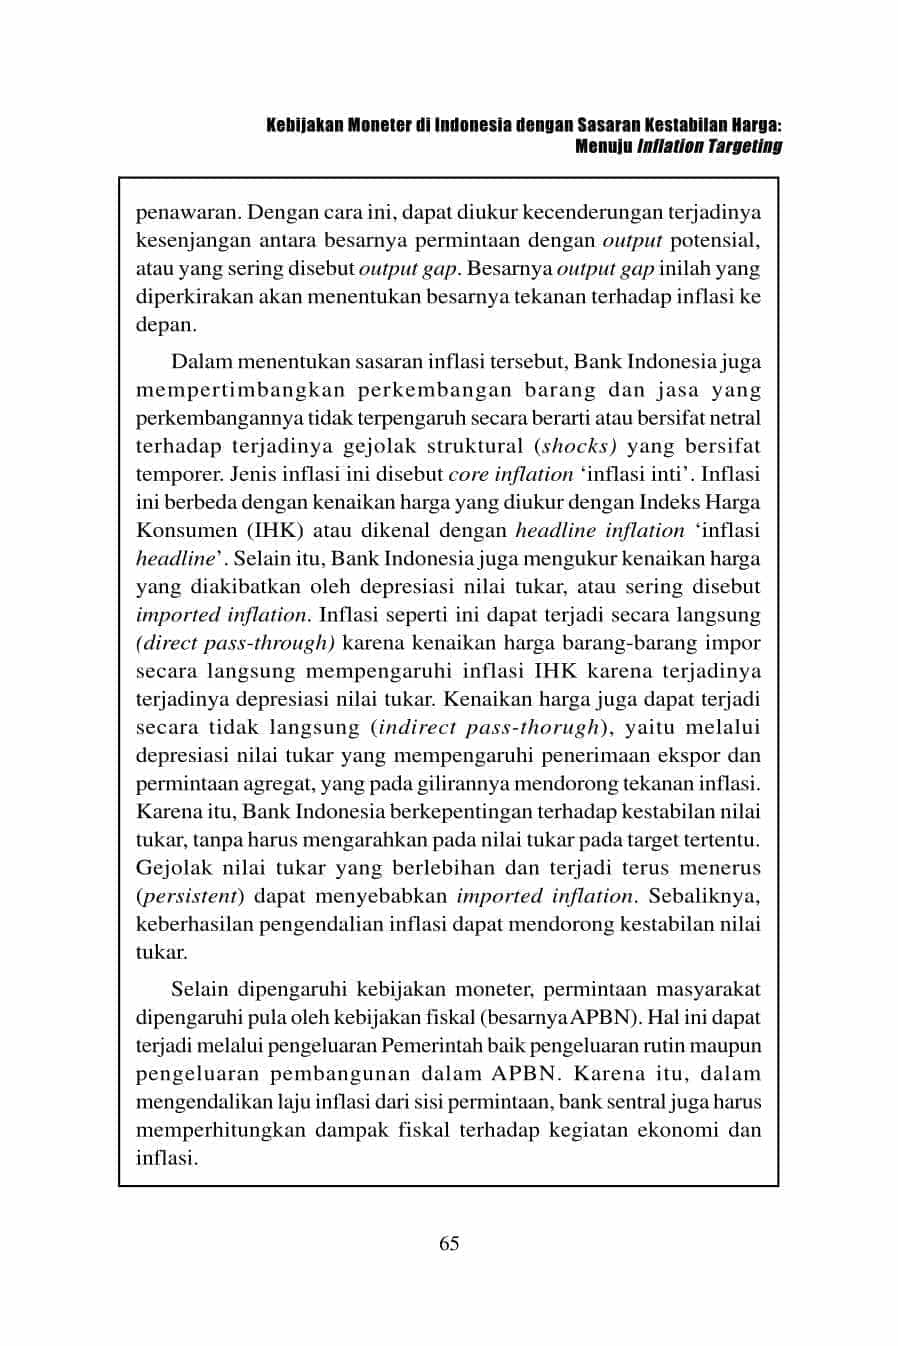 Kebijakan Moneter di Indonesia dengan Sasaran Kestabilan Harga:
Menuju Inflation Targeting
penawaran. Dengan cara ini, dapat diukur kecenderungan terjadinya
kesenjangan antara besarnya permintaan dengan output potensial,
atau yang sering disebut output gap. Besarnya output gap inilah yang
diperkirakan akan menentukan besarnya tekanan terhadap inflasi ke
depan.
Dalam menentukan sasaran inflasi tersebut, Bank Indonesia juga
mempertimbangkan perkembangan barang dan jasa yang
perkembangannya tidak terpengaruh secara berarti atau bersifat netral
terhadap terjadinya gejolak struktural (shocks) yang bersifat
temporer. Jenis inflasi ini disebut core inflation ‘inflasi inti’. Inflasi
ini berbeda dengan kenaikan harga yang diukur dengan Indeks Harga
Konsumen (IHK) atau dikenal dengan headline inflation ‘inflasi
headline’. Selain itu, Bank Indonesia juga mengukur kenaikan harga
yang diakibatkan oleh depresiasi nilai tukar, atau sering disebut
imported inflation. Inflasi seperti ini dapat terjadi secara langsung
(direct pass-through) karena kenaikan harga barang-barang impor
secara langsung mempengaruhi inflasi IHK karena terjadinya
terjadinya depresiasi nilai tukar. Kenaikan harga juga dapat terjadi
secara tidak langsung (indirect pass-thorugh), yaitu melalui
depresiasi nilai tukar yang mempengaruhi penerimaan ekspor dan
permintaan agregat, yang pada gilirannya mendorong tekanan inflasi.
Karena itu, Bank Indonesia berkepentingan terhadap kestabilan nilai
tukar, tanpa harus mengarahkan pada nilai tukar pada target tertentu.
Gejolak nilai tukar yang berlebihan dan terjadi terus menerus
(persistent) dapat menyebabkan imported inflation. Sebaliknya,
keberhasilan pengendalian inflasi dapat mendorong kestabilan nilai
tukar.
Selain dipengaruhi kebijakan moneter, permintaan masyarakat
dipengaruhi pula oleh kebijakan fiskal (besarnya APBN). Hal ini dapat
terjadi melalui pengeluaran Pemerintah baik pengeluaran rutin maupun
pengeluaran pembangunan dalam APBN. Karena itu, dalam
mengendalikan laju inflasi dari sisi permintaan, bank sentral juga harus
memperhitungkan dampak fiskal terhadap kegiatan ekonomi dan
inflasi.
65